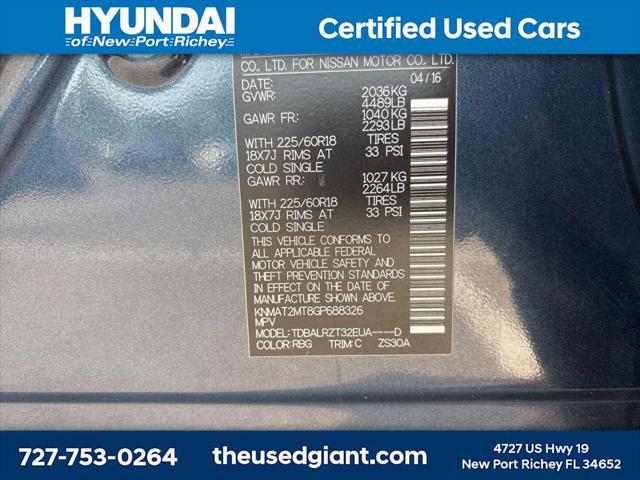 HYUNDAI
of New Port Richey
Certified Used Cars
CO. LTD. FOR NISSAN MOTOR CO. LTD.
DATE: 04/16
GVWR: 2036KG
4489LB
GAWR FR: 1040KG
2293LB
WITH 225/60R18 TIRES
18X7J RIMS AT 33 PSI
COLD SINGLE
GAWR RR: 1027 KG
2264LB
WITH 225/60R18 TIRES
18X7J RIMS AT 33 PSI
COLD SINGLE
THIS VEHICLE CONFORMS TO
ALL APPLICABLE FEDERAL
MOTOR VEHICLE SAFETY AND
THEFT PREVENTION STANDARDS
IN EFFECT ON THE DATE OF
MANUFACTURE SHOWN ABOVE.
KNMAT2MT8GP688326
MPV
MODEL: TDBALRZT32EUA----D
COLOR: RBG TRIM: C ZS30A
727-753-0264
theusedgiant.com
4727 US Hwy 19
New Port Richey FL 34652